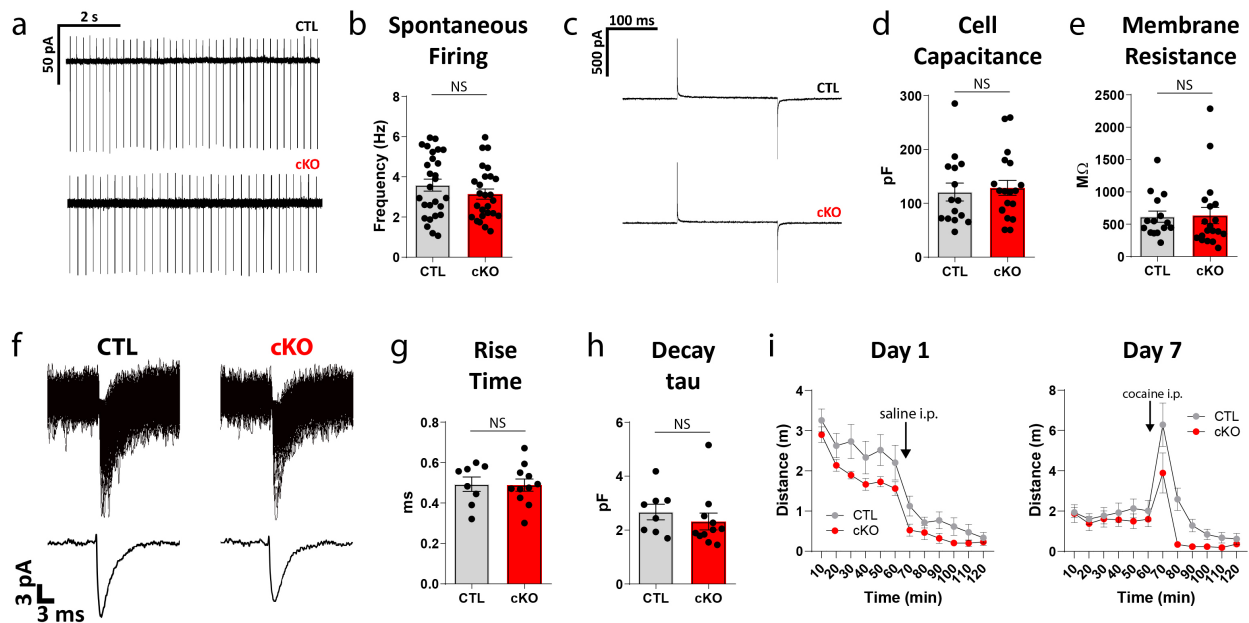 a
2 s
CTL
50 pA
cKO
b
Spontaneous
Firing
NS
Frequency (Hz)
8
6
4
2
0
CTL
cKO
c
100 ms
500 pA
CTL
cKO
d
Cell
Capacitance
NS
pF
300
200
100
0
CTL
cKO
e
Membrane
Resistance
NS
MΩ
2500
2000
1500
1000
500
0
CTL
cKO
f
CTL
cKO
3 pA
3 ms
g
Rise
Time
NS
ms
0.8
0.6
0.4
0.2
0.0
CTL
cKO
h
Decay
tau
NS
pF
6
4
2
0
CTL
cKO
i
Day 1
saline i.p.
Distance (m)
4
3
2
1
0
CTL
cKO
10 20 30 40 50 60 70 80 90 100 110 120
Time (min)
Day 7
cocaine i.p.
CTL
cKO
Distance (m)
8
6
4
2
0
10 20 30 40 50 60 70 80 90 100 110 120
Time (min)